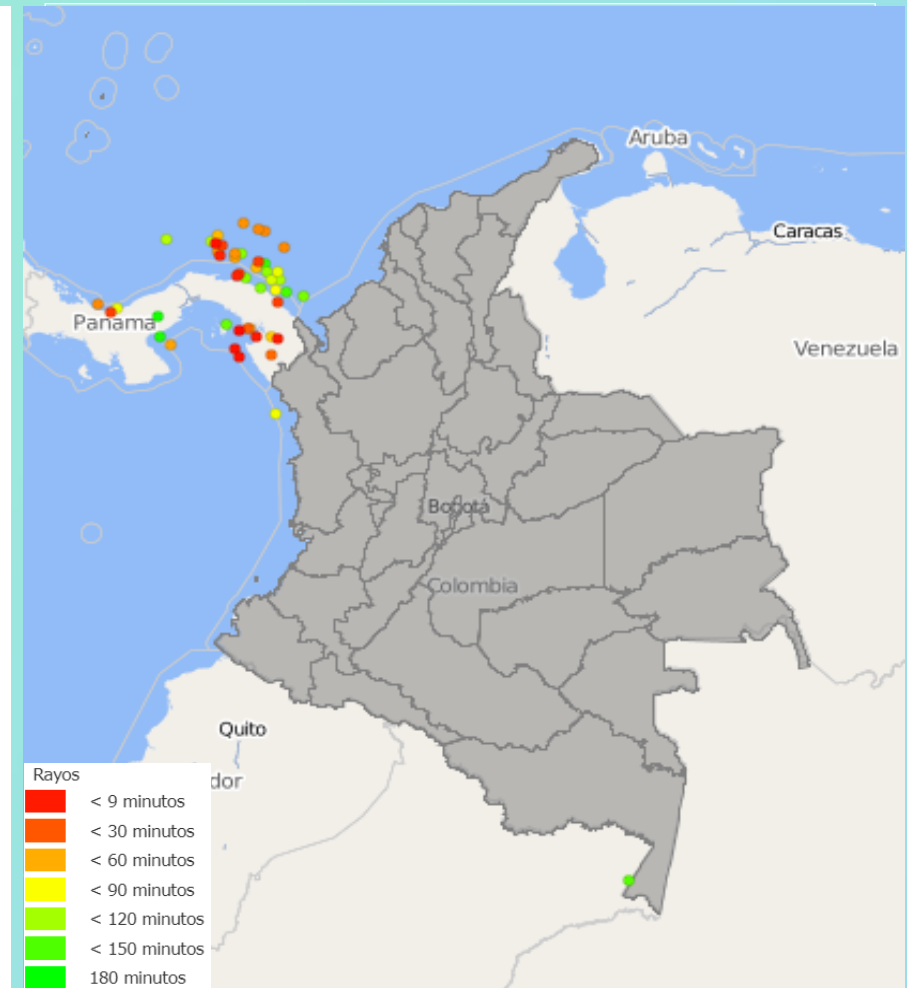 Aruba
Caracas
Panama
Venezuela
Bogotá
Colombia
Quito
dor
Rayos
< 9 minutos
< 30 minutos
< 60 minutos
< 90 minutos
< 120 minutos
< 150 minutos
180 minutos